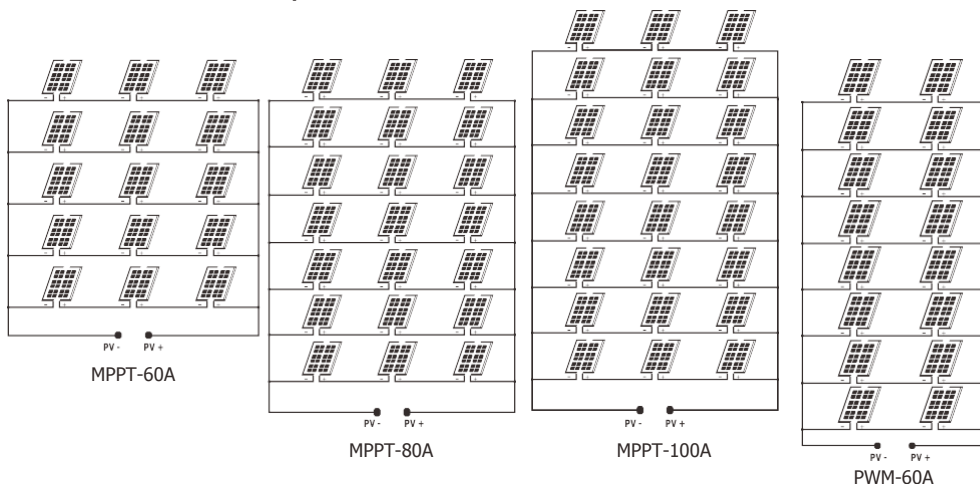 PV - PV +
MPPT-60A
PV - PV +
MPPT-80A
PV - PV +
MPPT-100A
PV - PV +
PWM-60A